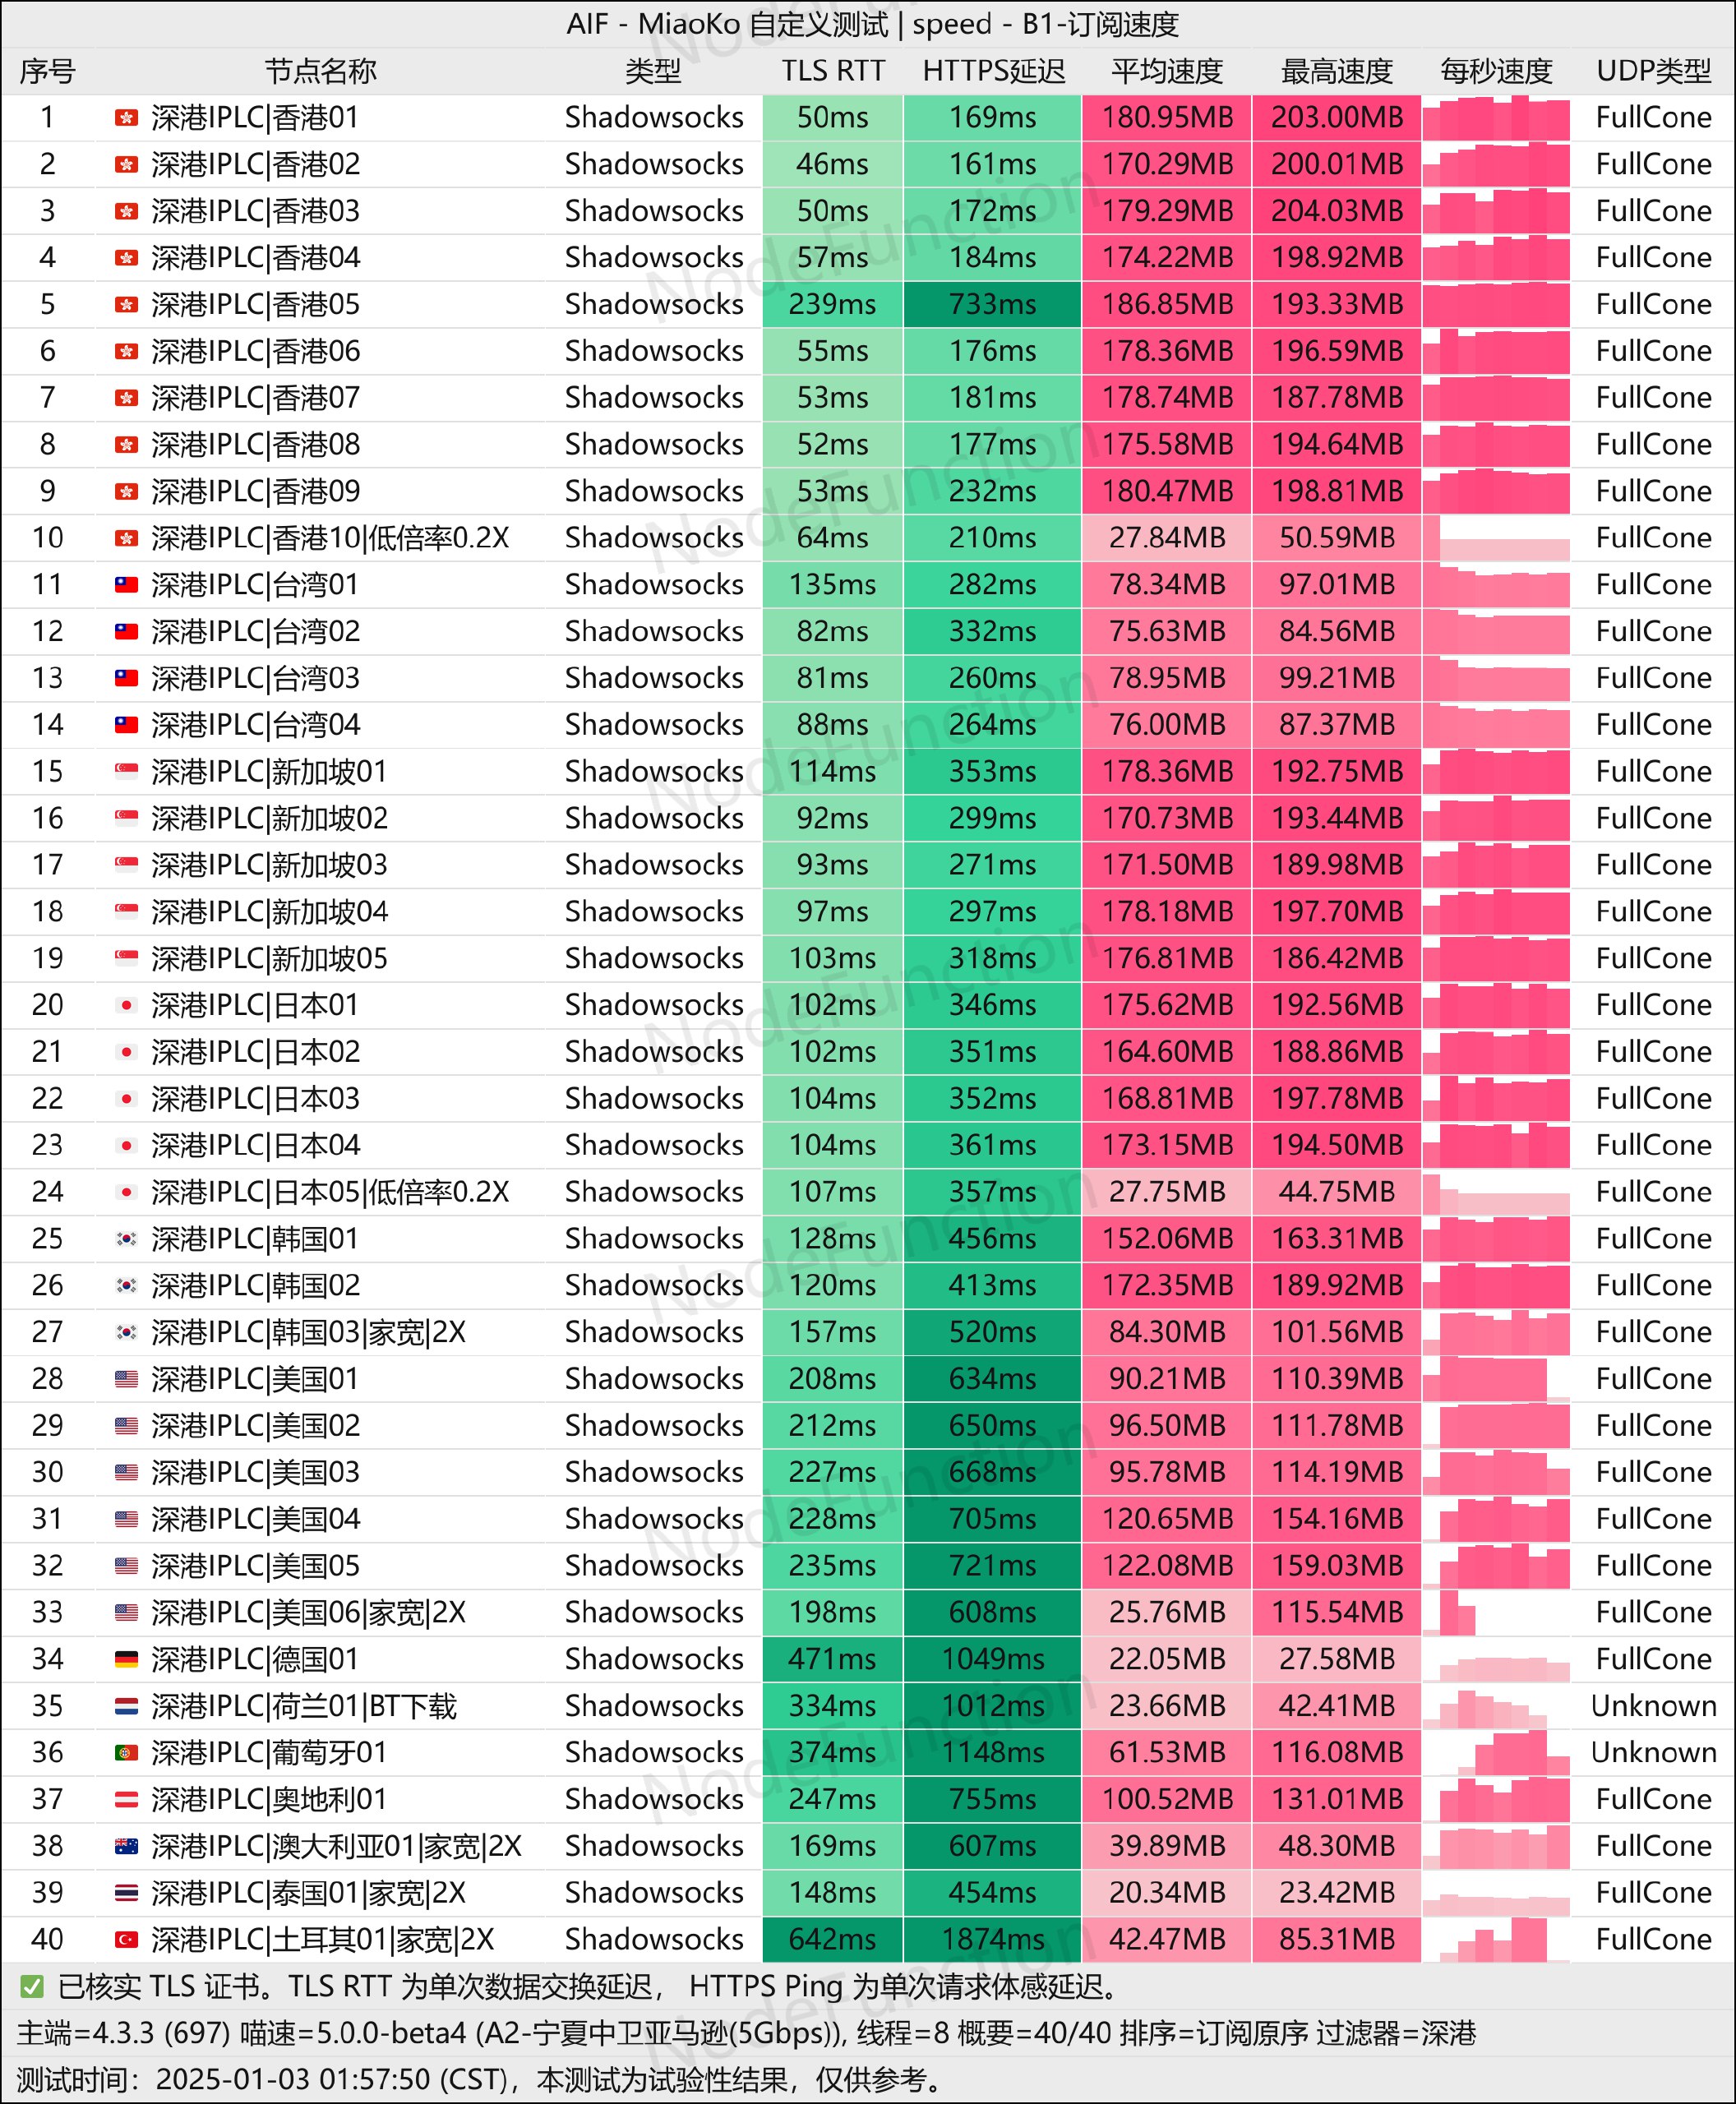 AIF - MiaoKo 自定义测试 | speed - B1-订阅速度
序号 节点名称 类型 TLS RTT HTTPS延迟 平均速度 最高速度 每秒速度 UDP类型
1 深港IPLC|香港01 Shadowsocks 50ms 169ms 180.95MB 203.00MB FullCone
2 深港IPLC|香港02 Shadowsocks 46ms 161ms 170.29MB 200.01MB FullCone
3 深港IPLC|香港03 Shadowsocks 50ms 172ms 179.29MB 204.03MB FullCone
4 深港IPLC|香港04 Shadowsocks 57ms 184ms 174.22MB 198.92MB FullCone
5 深港IPLC|香港05 Shadowsocks 239ms 733ms 186.85MB 193.33MB FullCone
6 深港IPLC|香港06 Shadowsocks 55ms 176ms 178.36MB 196.59MB FullCone
7 深港IPLC|香港07 Shadowsocks 53ms 181ms 178.74MB 187.78MB FullCone
8 深港IPLC|香港08 Shadowsocks 52ms 177ms 175.58MB 194.64MB FullCone
9 深港IPLC|香港09 Shadowsocks 53ms 232ms 180.47MB 198.81MB FullCone
10 深港IPLC|香港10|低倍率0.2X Shadowsocks 64ms 210ms 27.84MB 50.59MB FullCone
11 深港IPLC|台湾01 Shadowsocks 135ms 282ms 78.34MB 97.01MB FullCone
12 深港IPLC|台湾02 Shadowsocks 82ms 332ms 75.63MB 84.56MB FullCone
13 深港IPLC|台湾03 Shadowsocks 81ms 260ms 78.95MB 99.21MB FullCone
14 深港IPLC|台湾04 Shadowsocks 88ms 264ms 76.00MB 87.37MB FullCone
15 深港IPLC|新加坡01 Shadowsocks 114ms 353ms 178.36MB 192.75MB FullCone
16 深港IPLC|新加坡02 Shadowsocks 92ms 299ms 170.73MB 193.44MB FullCone
17 深港IPLC|新加坡03 Shadowsocks 93ms 271ms 171.50MB 189.98MB FullCone
18 深港IPLC|新加坡04 Shadowsocks 97ms 297ms 178.18MB 197.70MB FullCone
19 深港IPLC|新加坡05 Shadowsocks 103ms 318ms 176.81MB 186.42MB FullCone
20 深港IPLC|日本01 Shadowsocks 102ms 346ms 175.62MB 192.56MB FullCone
21 深港IPLC|日本02 Shadowsocks 102ms 351ms 164.60MB 188.86MB FullCone
22 深港IPLC|日本03 Shadowsocks 104ms 352ms 168.81MB 197.78MB FullCone
23 深港IPLC|日本04 Shadowsocks 104ms 361ms 173.15MB 194.50MB FullCone
24 深港IPLC|日本05|低倍率0.2X Shadowsocks 107ms 357ms 27.75MB 44.75MB FullCone
25 深港IPLC|韩国01 Shadowsocks 128ms 456ms 152.06MB 163.31MB FullCone
26 深港IPLC|韩国02 Shadowsocks 120ms 413ms 172.35MB 189.92MB FullCone
27 深港IPLC|韩国03|家宽|2X Shadowsocks 157ms 520ms 84.30MB 101.56MB FullCone
28 深港IPLC|美国01 Shadowsocks 208ms 634ms 90.21MB 110.39MB FullCone
29 深港IPLC|美国02 Shadowsocks 212ms 650ms 96.50MB 111.78MB FullCone
30 深港IPLC|美国03 Shadowsocks 227ms 668ms 95.78MB 114.19MB FullCone
31 深港IPLC|美国04 Shadowsocks 228ms 705ms 120.65MB 154.16MB FullCone
32 深港IPLC|美国05 Shadowsocks 235ms 721ms 122.08MB 159.03MB FullCone
33 深港IPLC|美国06|家宽|2X Shadowsocks 198ms 608ms 25.76MB 115.54MB FullCone
34 深港IPLC|德国01 Shadowsocks 471ms 1049ms 22.05MB 27.58MB FullCone
35 深港IPLC|荷兰01|BT下载 Shadowsocks 334ms 1012ms 23.66MB 42.41MB Unknown
36 深港IPLC|葡萄牙01 Shadowsocks 374ms 1148ms 61.53MB 116.08MB Unknown
37 深港IPLC|奥地利01 Shadowsocks 247ms 755ms 100.52MB 131.01MB FullCone
38 深港IPLC|澳大利亚01|家宽|2X Shadowsocks 169ms 607ms 39.89MB 48.30MB FullCone
39 深港IPLC|泰国01|家宽|2X Shadowsocks 148ms 454ms 20.34MB 23.42MB FullCone
40 深港IPLC|土耳其01|家宽|2X Shadowsocks 642ms 1874ms 42.47MB 85.31MB FullCone
✅ 已核实 TLS 证书。TLS RTT 为单次数据交换延迟， HTTPS Ping 为单次请求体感延迟。
主端=4.3.3 (697) 喵速=5.0.0-beta4 (A2-宁夏中卫亚马逊(5Gbps)), 线程=8 概要=40/40 排序=订阅原序 过滤器=深港
测试时间：2025-01-03 01:57:50 (CST)，本测试为试验性结果，仅供参考。
NodeFunction